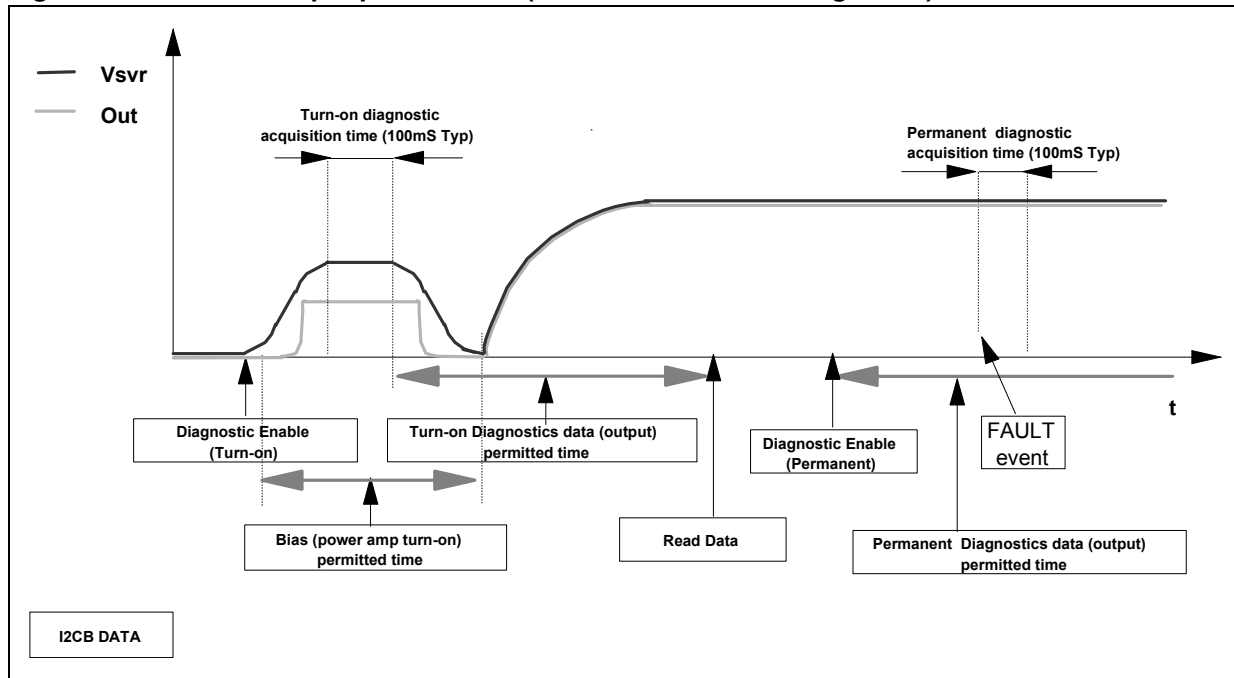 Vsvr
Out
Turn-on diagnostic
acquisition time (100mS Typ)
Permanent diagnostic
acquisition time (100mS Typ)
t
Diagnostic Enable
(Turn-on)
Turn-on Diagnostics data (output)
permitted time
Diagnostic Enable
(Permanent)
FAULT
event
Bias (power amp turn-on)
permitted time
Read Data
Permanent Diagnostics data (output)
permitted time
I2CB DATA